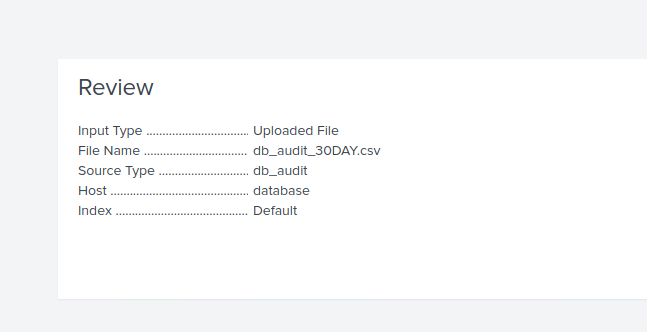 Review
Input Type ................................ Uploaded File
File Name ................................ db_audit_30DAY.csv
Source Type ............................ db_audit
Host ........................................... database
Index ......................................... Default